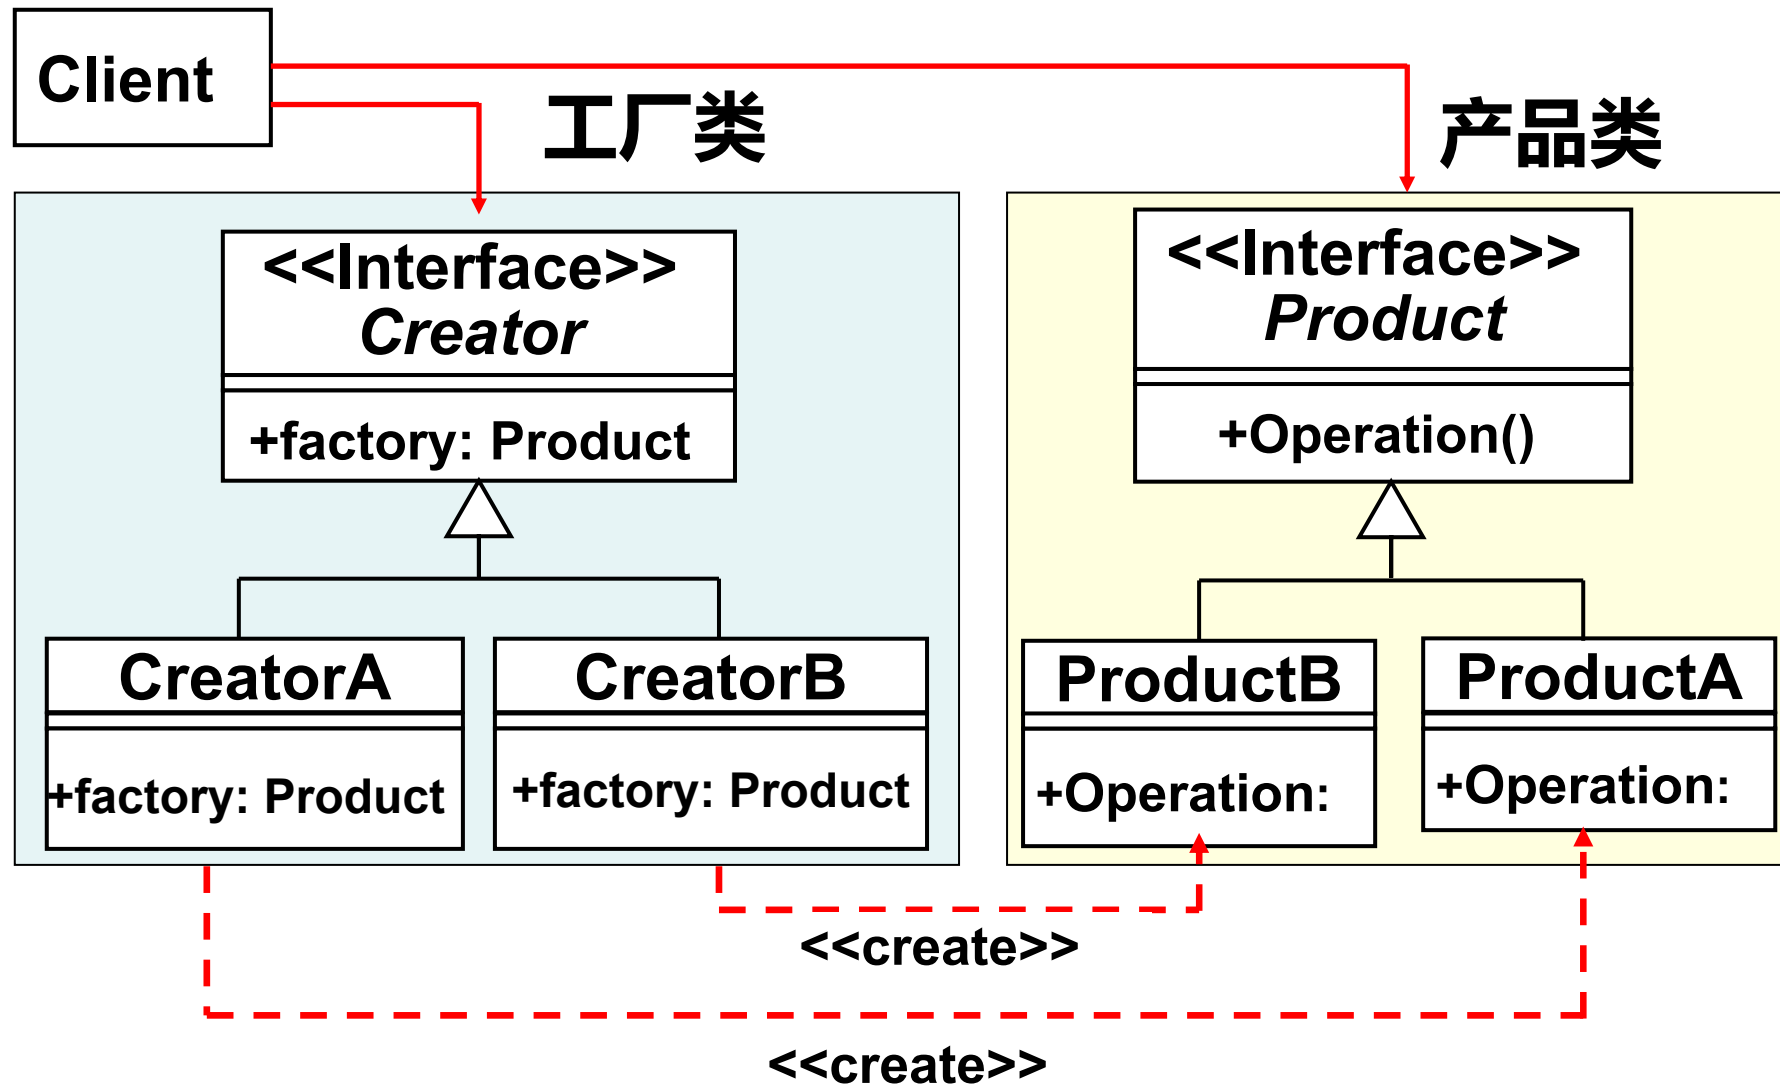 Client
工厂类
产品类
<<Interface>>
Creator
+factory: Product
<<Interface>>
Product
+Operation()
CreatorA
+factory: Product
CreatorB
+factory: Product
ProductB
+Operation:
ProductA
+Operation:
<<create>>
<<create>>